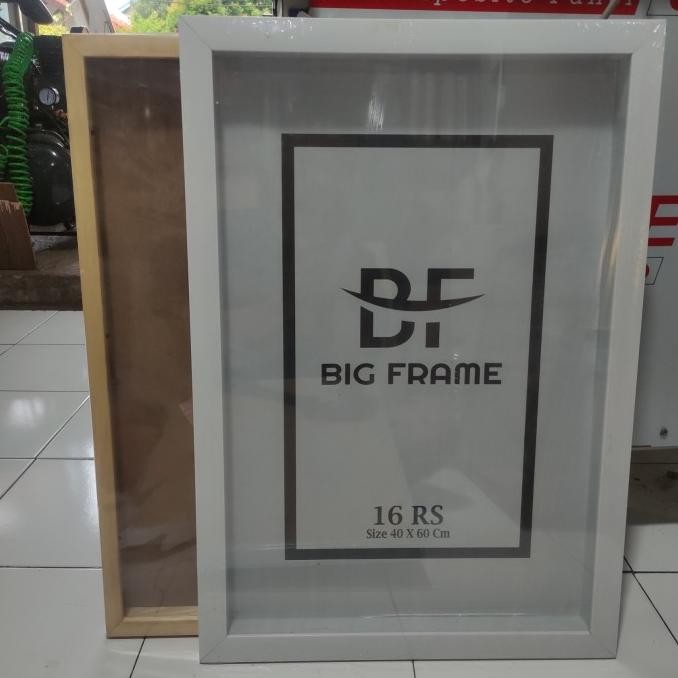 BF
BIG FRAME
16 RS
Size 40 X 60 Cm